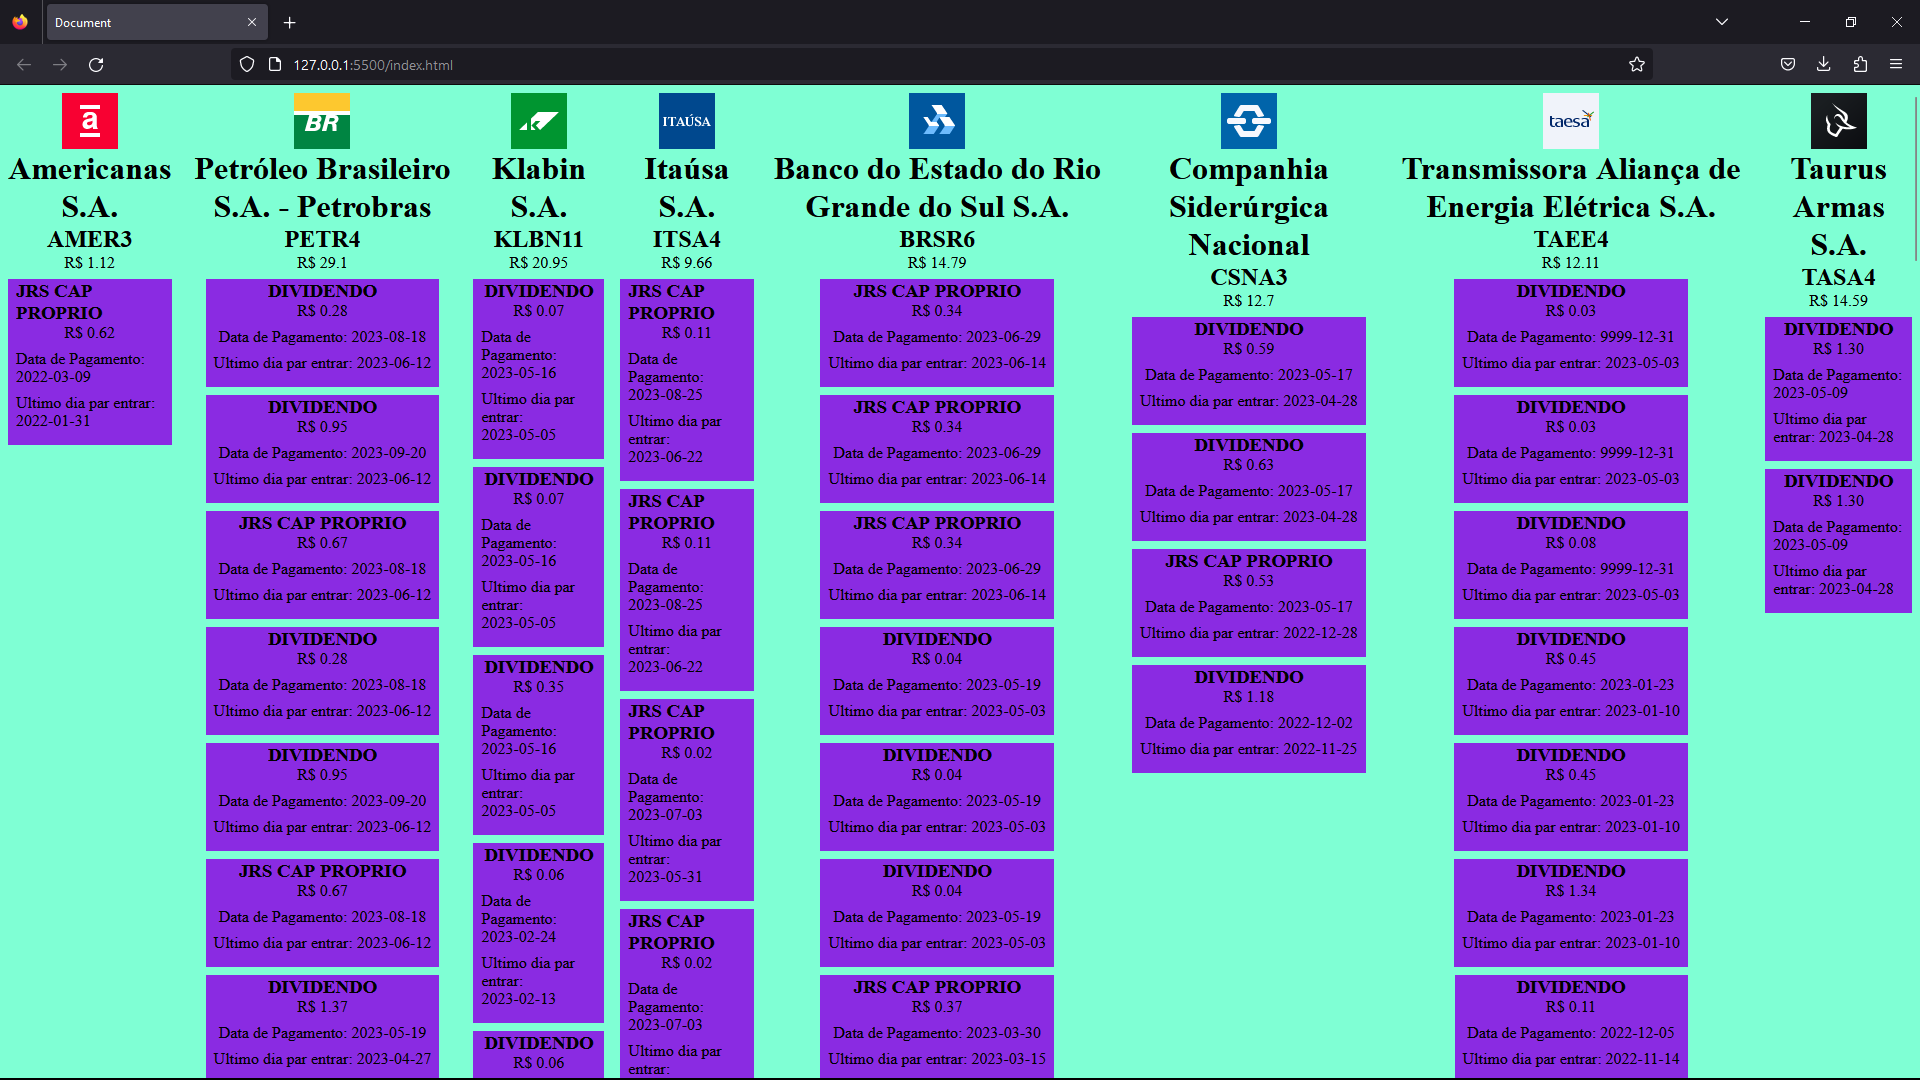 Document
127.0.0.1:5500/index.html
a
Americanas
S.A.
AMER3
R$ 1.12
JRS CAP
PROPRIO
R$ 0.62
Data de Pagamento:
2022-03-09
Ultimo dia par entrar:
2022-01-31
BR
Petróleo Brasileiro
S.A. - Petrobras
PETR4
R$ 29.1
DIVIDENDO
R$ 0.28
Data de Pagamento: 2023-08-18
Ultimo dia par entrar: 2023-06-12
DIVIDENDO
R$ 0.95
Data de Pagamento: 2023-09-20
Ultimo dia par entrar: 2023-06-12
JRS CAP PROPRIO
R$ 0.67
Data de Pagamento: 2023-08-18
Ultimo dia par entrar: 2023-06-12
DIVIDENDO
R$ 0.28
Data de Pagamento: 2023-08-18
Ultimo dia par entrar: 2023-06-12
DIVIDENDO
R$ 0.95
Data de Pagamento: 2023-09-20
Ultimo dia par entrar: 2023-06-12
JRS CAP PROPRIO
R$ 0.67
Data de Pagamento: 2023-08-18
Ultimo dia par entrar: 2023-06-12
DIVIDENDO
R$ 1.37
Data de Pagamento: 2023-05-19
Ultimo dia par entrar: 2023-04-27
Klabin
S.A.
KLBN11
R$ 20.95
DIVIDENDO
R$ 0.07
Data de
Pagamento:
2023-05-16
Ultimo dia par
entrar:
2023-05-05
DIVIDENDO
R$ 0.07
Data de
Pagamento:
2023-05-16
Ultimo dia par
entrar:
2023-05-05
DIVIDENDO
R$ 0.35
Data de
Pagamento:
2023-05-16
Ultimo dia par
entrar:
2023-05-05
DIVIDENDO
R$ 0.06
Data de
Pagamento:
2023-02-24
Ultimo dia par
entrar:
2023-02-13
DIVIDENDO
R$ 0.06
ITAÚSA
Itaúsa
S.A.
ITSA4
R$ 9.66
JRS CAP
PROPRIO
R$ 0.11
Data de
Pagamento:
2023-08-25
Ultimo dia par
entrar:
2023-06-22
JRS CAP
PROPRIO
R$ 0.11
Data de
Pagamento:
2023-08-25
Ultimo dia par
entrar:
2023-06-22
JRS CAP
PROPRIO
R$ 0.02
Data de
Pagamento:
2023-07-03
Ultimo dia par
entrar:
2023-05-31
JRS CAP
PROPRIO
R$ 0.02
Data de
Pagamento:
2023-07-03
Ultimo dia par
entrar:
Banco do Estado do Rio
Grande do Sul S.A.
BRSR6
R$ 14.79
JRS CAP PROPRIO
R$ 0.34
Data de Pagamento: 2023-06-29
Ultimo dia par entrar: 2023-06-14
JRS CAP PROPRIO
R$ 0.34
Data de Pagamento: 2023-06-29
Ultimo dia par entrar: 2023-06-14
JRS CAP PROPRIO
R$ 0.34
Data de Pagamento: 2023-06-29
Ultimo dia par entrar: 2023-06-14
DIVIDENDO
R$ 0.04
Data de Pagamento: 2023-05-19
Ultimo dia par entrar: 2023-05-03
DIVIDENDO
R$ 0.04
Data de Pagamento: 2023-05-19
Ultimo dia par entrar: 2023-05-03
DIVIDENDO
R$ 0.04
Data de Pagamento: 2023-05-19
Ultimo dia par entrar: 2023-05-03
JRS CAP PROPRIO
R$ 0.37
Data de Pagamento: 2023-03-30
Ultimo dia par entrar: 2023-03-15
Companhia
Siderúrgica
Nacional
CSNA3
R$ 12.7
DIVIDENDO
R$ 0.59
Data de Pagamento: 2023-05-17
Ultimo dia par entrar: 2023-04-28
DIVIDENDO
R$ 0.63
Data de Pagamento: 2023-05-17
Ultimo dia par entrar: 2023-04-28
JRS CAP PROPRIO
R$ 0.53
Data de Pagamento: 2023-05-17
Ultimo dia par entrar: 2022-12-28
DIVIDENDO
R$ 1.18
Data de Pagamento: 2022-12-02
Ultimo dia par entrar: 2022-11-25
taesa
Transmissora Aliança de
Energia Elétrica S.A.
TAEE4
R$ 12.11
DIVIDENDO
R$ 0.03
Data de Pagamento: 9999-12-31
Ultimo dia par entrar: 2023-05-03
DIVIDENDO
R$ 0.03
Data de Pagamento: 9999-12-31
Ultimo dia par entrar: 2023-05-03
DIVIDENDO
R$ 0.08
Data de Pagamento: 9999-12-31
Ultimo dia par entrar: 2023-05-03
DIVIDENDO
R$ 0.45
Data de Pagamento: 2023-01-23
Ultimo dia par entrar: 2023-01-10
DIVIDENDO
R$ 0.45
Data de Pagamento: 2023-01-23
Ultimo dia par entrar: 2023-01-10
DIVIDENDO
R$ 1.34
Data de Pagamento: 2023-01-23
Ultimo dia par entrar: 2023-01-10
DIVIDENDO
R$ 0.11
Data de Pagamento: 2022-12-05
Ultimo dia par entrar: 2022-11-14
Taurus
Armas
S.A.
TASA4
R$ 14.59
DIVIDENDO
R$ 1.30
Data de Pagamento:
2023-05-09
Ultimo dia par
entrar: 2023-04-28
DIVIDENDO
R$ 1.30
Data de Pagamento:
2023-05-09
Ultimo dia par
entrar: 2023-04-28